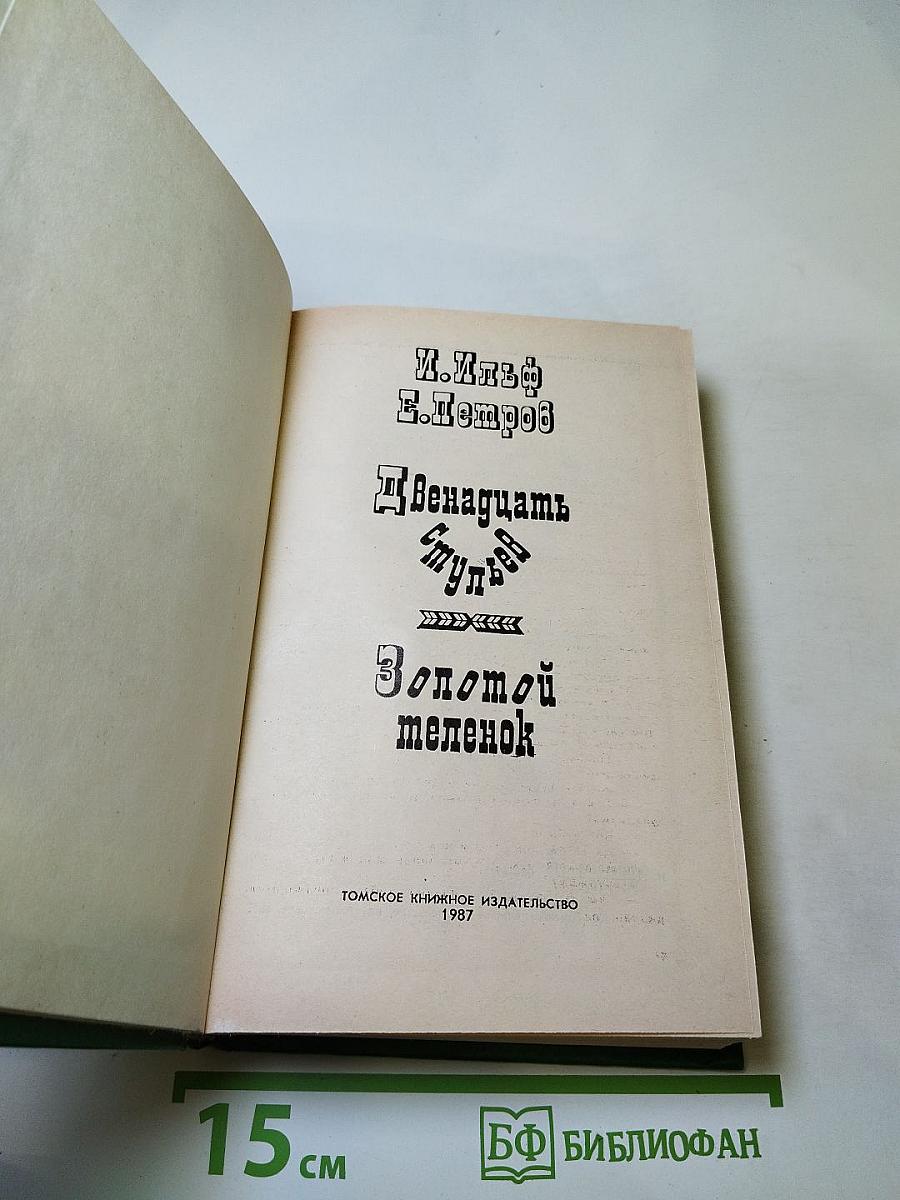 И.Ильф
Е.Петров
Двенадцать
стульев
Золотой
теленок
ТОМСКОЕ КНИЖНОЕ ИЗДАТЕЛЬСТВО
1987
15 см
БФ БИБЛИОФАН